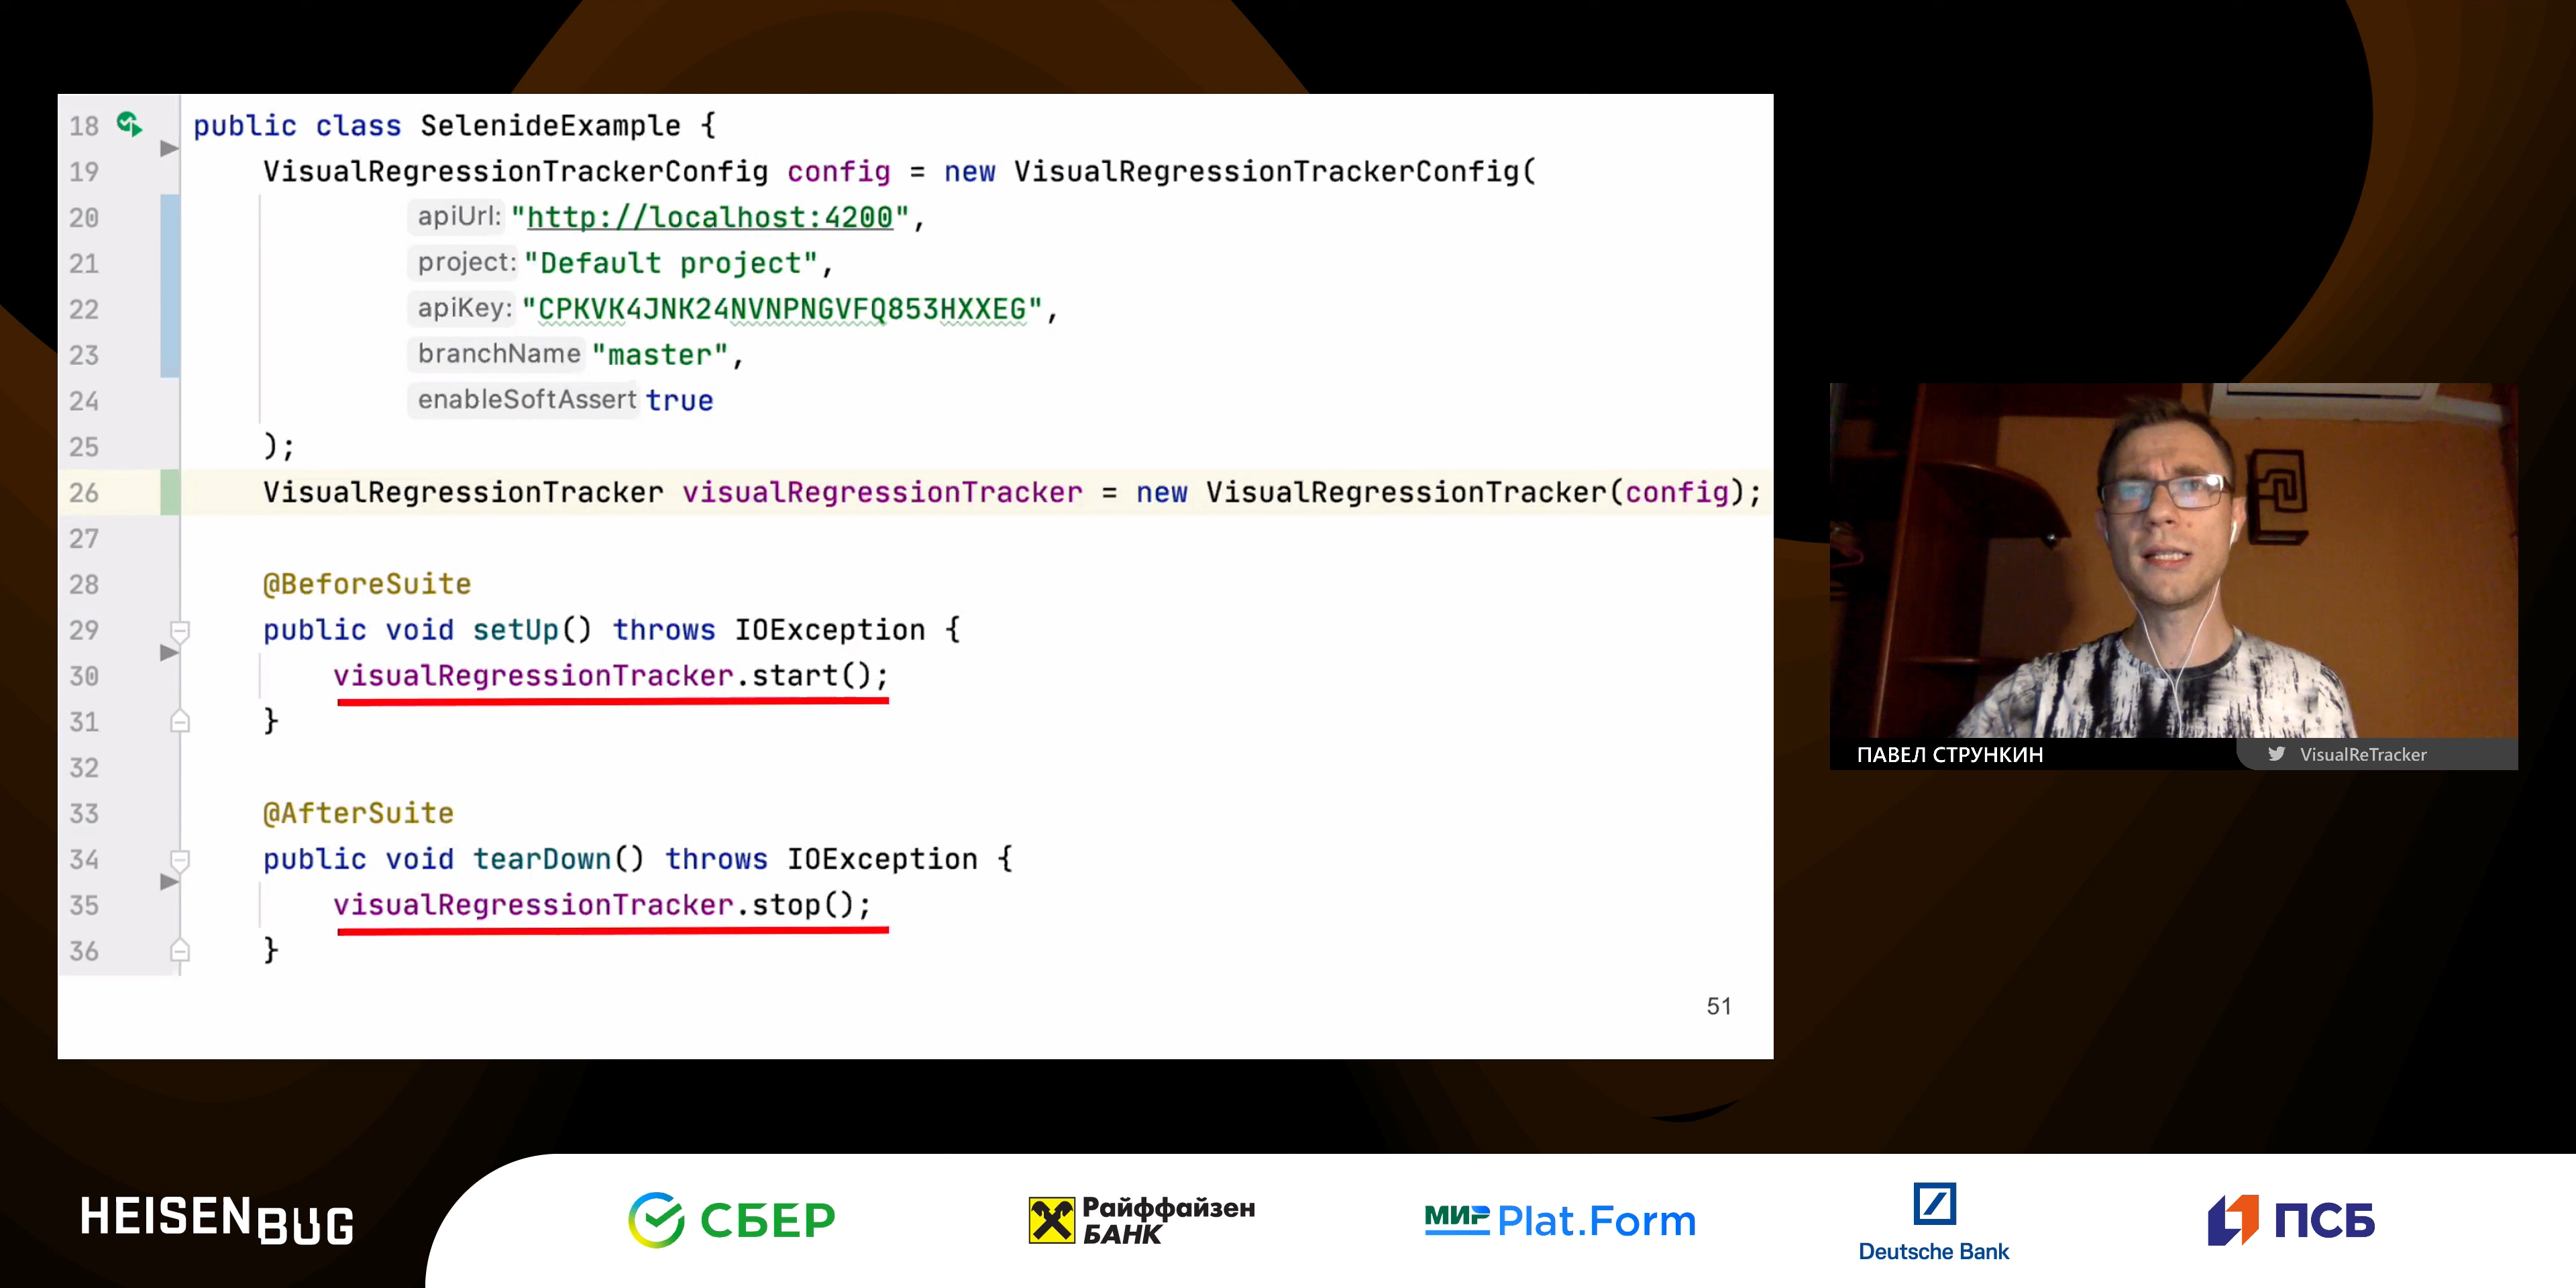 18 public class SelenideExample {
19 VisualRegressionTrackerConfig config = new VisualRegressionTrackerConfig(
20 apiUrl: "http://localhost:4200",
21 project: "Default project",
22 apiKey: "CPKVK4JNK24NVNPNGVFQ853HXXEG",
23 branchName "master",
24 enableSoftAssert true
25 );
26 VisualRegressionTracker visualRegressionTracker = new VisualRegressionTracker(config);
27
28 @BeforeSuite
29 public void setUp() throws IOException {
30 visualRegressionTracker.start();
31 }
32
33 @AfterSuite
34 public void tearDown() throws IOException {
35 visualRegressionTracker.stop();
36 }
51
ПАВЕЛ СТРУНКИН
VisualReTracker
HEISENBUG
СБЕР
Райффайзен
БАНК
МИР Plat.Form
Deutsche Bank
ПСБ